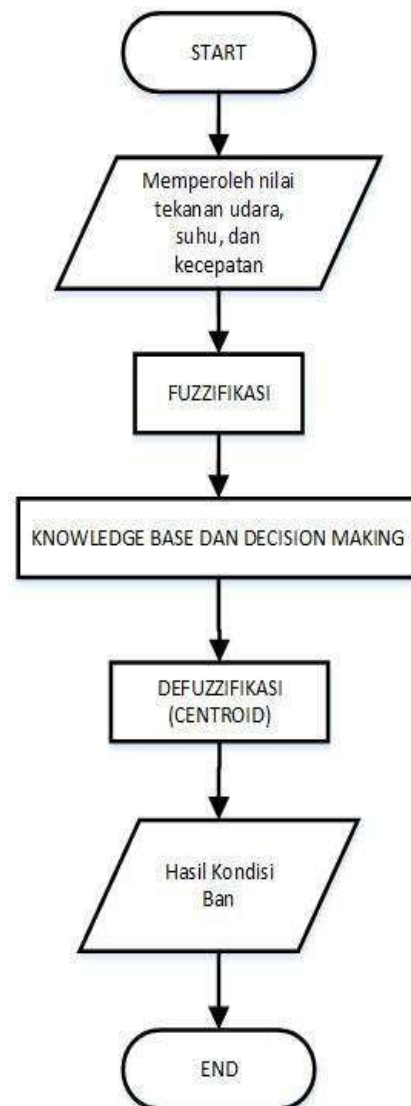 START
Memperoleh nilai
tekanan udara,
suhu, dan
kecepatan
FUZZIFIKASI
KNOWLEDGE BASE DAN DECISION MAKING
DEFUZZIFIKASI
(CENTROID)
Hasil Kondisi
Ban
END